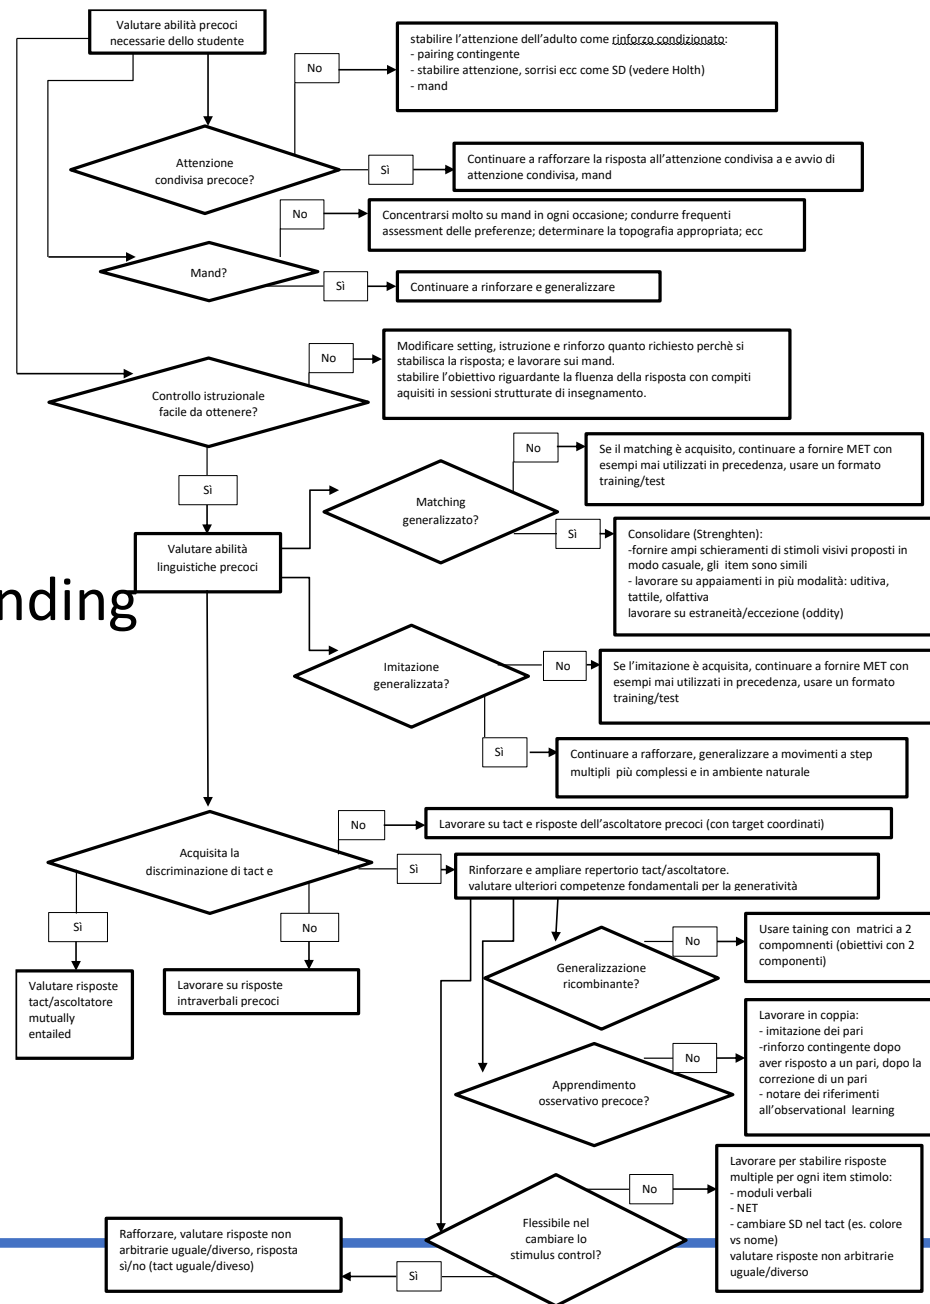 Valutare abilità precoci
necessarie dello studente
No
stabilire l'attenzione dell'adulto come rinforzo condizionato:
- pairing contingente
- stabilire attenzione, sorrisi ecc come SD (vedere Holth)
- mand
Attenzione
condivisa precoce?
Sì
Continuare a rafforzare la risposta all'attenzione condivisa a e avvio di
attenzione condivisa, mand
No
Concentrarsi molto su mand in ogni occasione; condurre frequenti
assessment delle preferenze; determinare la topografia appropriata; ecc
Mand?
Sì
Continuare a rinforzare e generalizzare
No
Modificare setting, istruzione e rinforzo quanto richiesto perchè si
stabilisca la risposta; e lavorare sui mand.
stabilire l'obiettivo riguardante la fluenza della risposta con compiti
aquisiti in sessioni strutturate di insegnamento.
Controllo istruzionale
facile da ottenere?
Sì
No
Se il matching è acquisito, continuare a fornire MET con
esempi mai utilizzati in precedenza, usare un formato
training/test
Matching
generalizzato?
Sì
Consolidare (Strenghten):
-fornire ampi schieramenti di stimoli visivi proposti in
modo casuale, gli item sono simili
- lavorare su appaiamenti in più modalità: uditiva,
tattile, olfattiva
lavorare su estraneità/eccezione (oddity)
Valutare abilità
linguistiche precoci
nding
Imitazione
generalizzata?
No
Se l'imitazione è acquisita, continuare a fornire MET con
esempi mai utilizzati in precedenza, usare un formato
training/test
Sì
Continuare a rafforzare, generalizzare a movimenti a step
multipli più complessi e in ambiente naturale
No
Lavorare su tact e risposte dell'ascoltatore precoci (con target coordinati)
Acquisita la
discriminazione di tact e
Sì
Rinforzare e ampliare repertorio tact/ascoltatore.
valutare ulteriori competenze fondamentali per la generatività
Sì
No
Valutare risposte
tact/ascoltatore
mutually
entailed
Lavorare su risposte
intraverbali precoci
Generalizzazione
ricombinante?
No
Usare taining con matrici a 2
compomnenti (obiettivi con 2
componenti)
Apprendimento
osservativo precoce?
No
Lavorare in coppia:
- imitazione dei pari
-rinforzo contingente dopo
aver risposto a un pari, dopo la
correzione di un pari
- notare dei riferimenti
all'observational learning
Flessibile nel
cambiare lo
stimulus control?
No
Lavorare per stabilire risposte
multiple per ogni item stimolo:
- moduli verbali
- NET
- cambiare SD nel tact (es. colore
vs nome)
valutare risposte non arbitrarie
uguale/diverso
Sì
Rafforzare, valutare risposte non
arbitrarie uguale/diverso, risposta
sì/no (tact uguale/diveso)